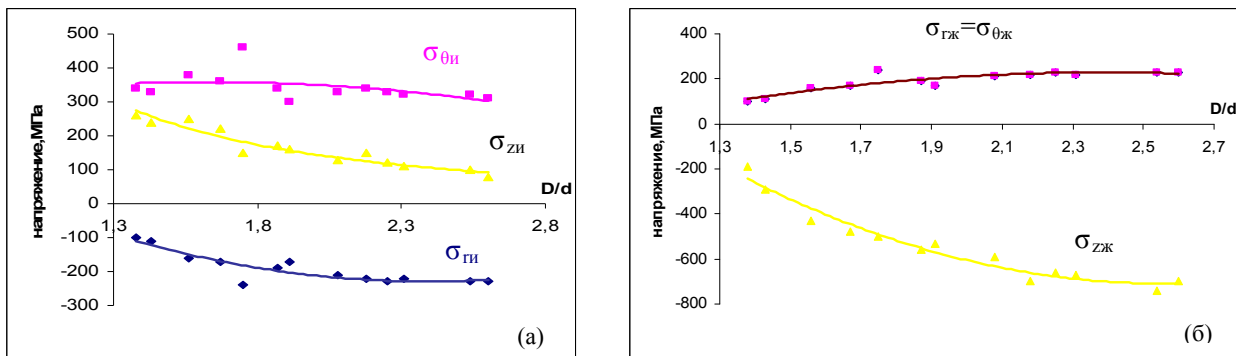 напряжение,МПа
500
400
300
200
100
0
-100
-200
-300
1,3
1,8
2,3
2,8
D/d
σθи
σzи
σrи
(а)
напряжение,МПа
400
200
0
-200
-400
-600
-800
σrж=σθж
D/d
1,3
1,5
1,7
1,9
2,1
2,3
2,5
2,7
σzж
(б)